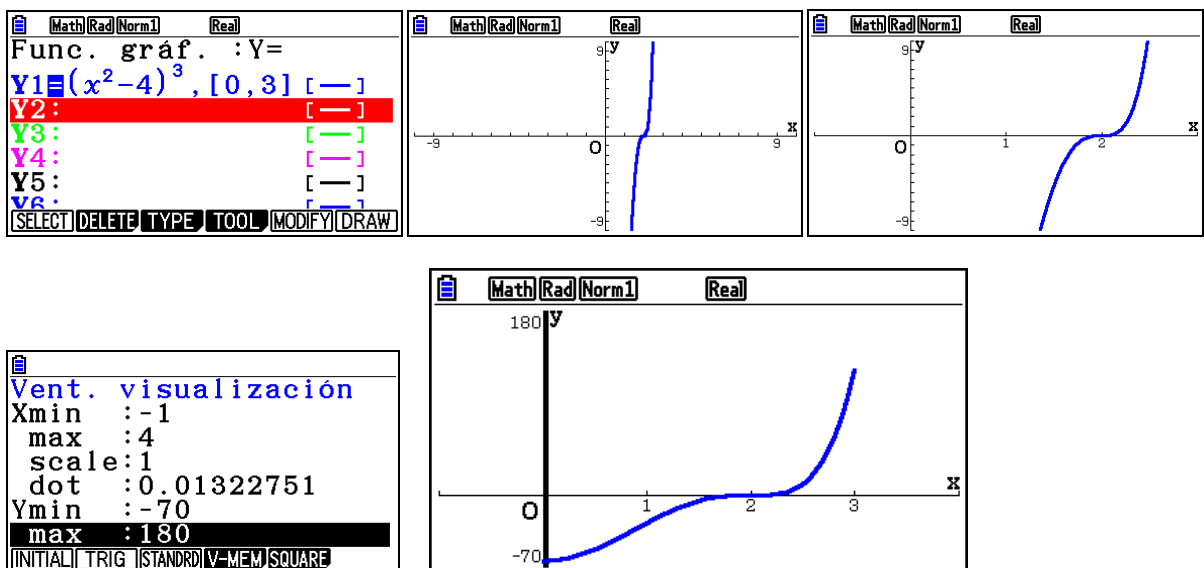 Math Rad Norm1 Real
Func. gráf. :Y=
Y1=(x²-4)³,[0,3] [—]
Y2: [—]
Y3: [—]
Y4: [—]
Y5: [—]
Y6: [—]
SELECT DELETE TYPE TOOL MODIFY DRAW
Math Rad Norm1 Real
9 y
-9 O 9 x
-9
Math Rad Norm1 Real
9 y
O 1 2 x
-9
Vent. visualización
Xmin :-1
max :4
scale:1
dot :0.01322751
Ymin :-70
max :180
INITIAL TRIG STANDRD V-MEM SQUARE
Math Rad Norm1 Real
180 y
O 1 2 3 x
-70